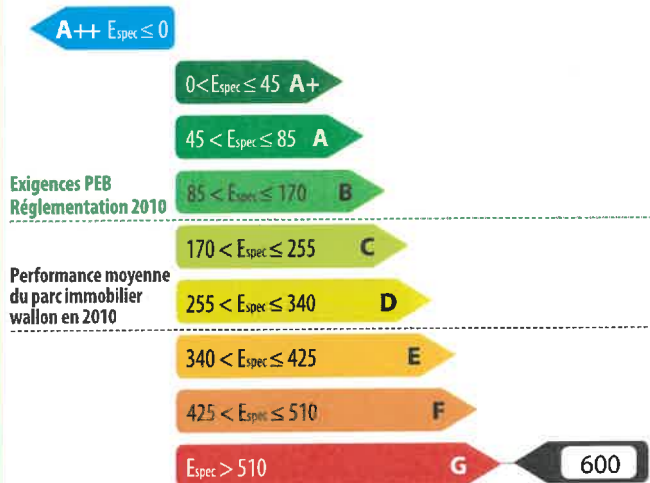 A++ Espec ≤ 0
0 < Espec ≤ 45 A+
45 < Espec ≤ 85 A
Exigences PEB
Réglementation 2010
85 < Espec ≤ 170 B
170 < Espec ≤ 255 C
Performance moyenne
du parc immobilier
wallon en 2010
255 < Espec ≤ 340 D
340 < Espec ≤ 425 E
425 < Espec ≤ 510 F
Espec > 510 G
600